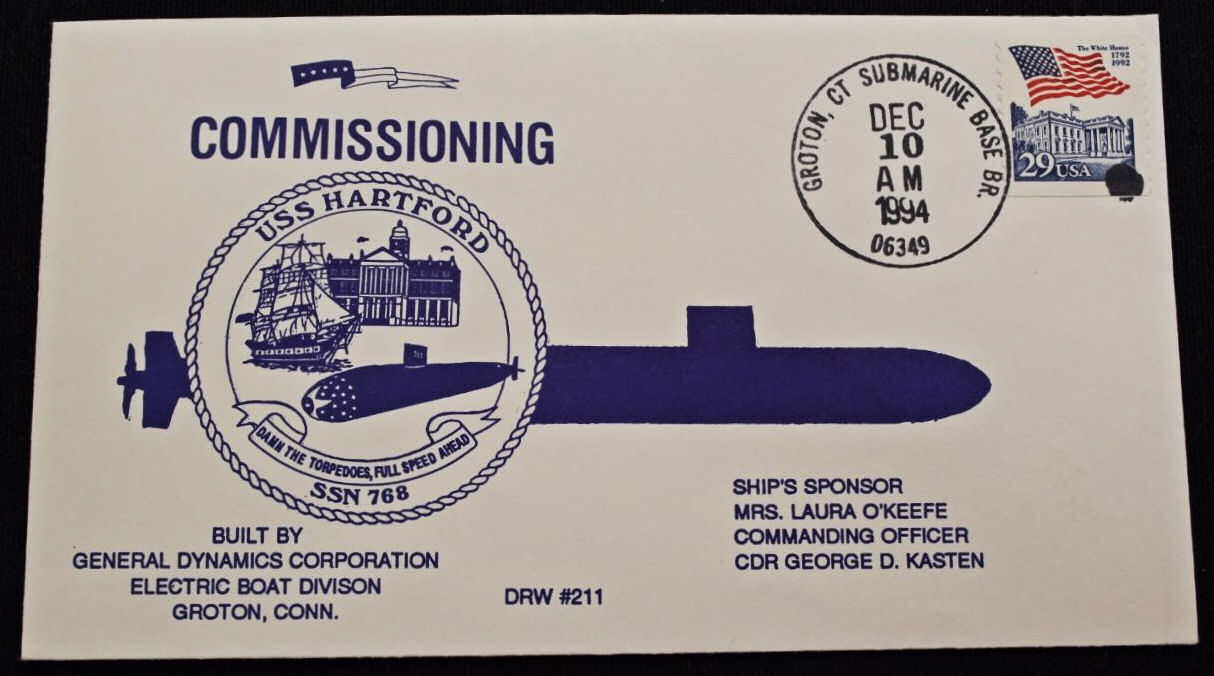 COMMISSIONING
USS HARTFORD
DAMN THE TORPEDOES, FULL SPEED AHEAD
SSN 768
BUILT BY
GENERAL DYNAMICS CORPORATION
ELECTRIC BOAT DIVISON
GROTON, CONN.
DRW #211
GROTON, CT SUBMARINE BASE BR.
DEC
10
AM
1994
06349
The White House
1792
1992
29 USA
SHIP'S SPONSOR
MRS. LAURA O'KEEFE
COMMANDING OFFICER
CDR GEORGE D. KASTEN